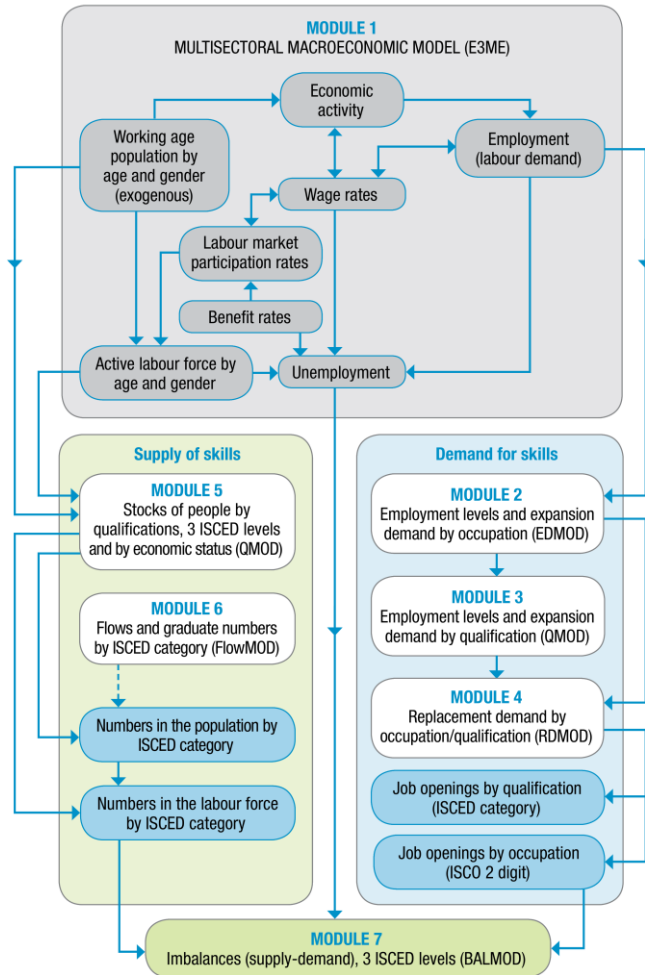 MODULE 1
MULTISECTORAL MACROECONOMIC MODEL (E3ME)
Economic
activity
Working age
population by
age and gender
(exogenous)
Employment
(labour demand)
Wage rates
Labour market
participation rates
Benefit rates
Active labour force by
age and gender
Unemployment
Supply of skills
MODULE 5
Stocks of people by
qualifications, 3 ISCED levels
and by economic status (QMOD)
MODULE 6
Flows and graduate numbers
by ISCED category (FlowMOD)
Numbers in the population by
ISCED category
Numbers in the labour force
by ISCED category
Demand for skills
MODULE 2
Employment levels and expansion
demand by occupation (EDMOD)
MODULE 3
Employment levels and expansion
demand by qualification (QMOD)
MODULE 4
Replacement demand by
occupation/qualification (RDMOD)
Job openings by qualification
(ISCED category)
Job openings by occupation
(ISCO 2 digit)
MODULE 7
Imbalances (supply-demand), 3 ISCED levels (BALMOD)